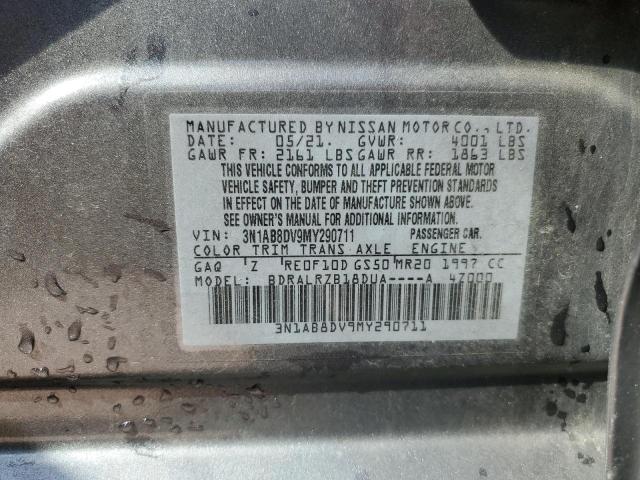 MANUFACTURED BY NISSAN MOTOR CO., LTD.
DATE: 05/21. GVWR: 4001 LBS
GAWR FR: 2161 LBS GAWR RR: 1863 LBS
THIS VEHICLE CONFORMS TO ALL APPLICABLE FEDERAL MOTOR
VEHICLE SAFETY, BUMPER AND THEFT PREVENTION STANDARDS
IN EFFECT ON THE DATE OF MANUFACTURE SHOWN ABOVE.
SEE OWNER'S MANUAL FOR ADDITIONAL INFORMATION.
VIN: 3N1AB8DV9MY290711 PASSENGER CAR.
COLOR TRIM TRANS AXLE ENGINE
GAQ Z RE0F10D GS50 MR20 1997 CC
MODEL: BDRALRZB18DUA----A 4Z000
3N1AB8DV9MY290711